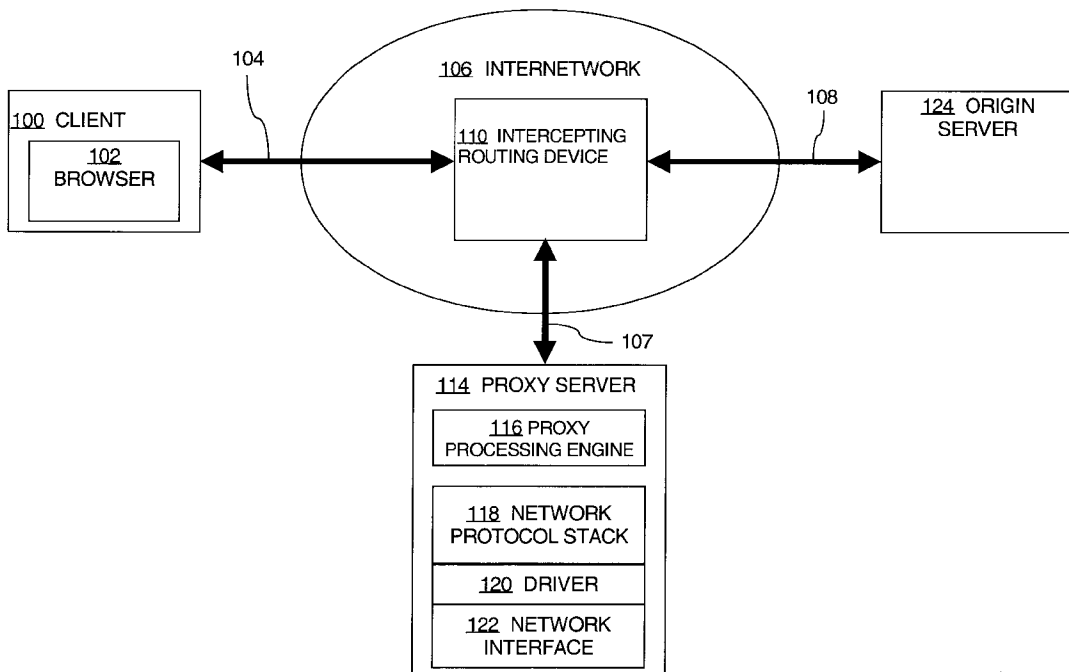 104
106 INTERNETWORK
108
100 CLIENT
102
BROWSER
110 INTERCEPTING
ROUTING DEVICE
124 ORIGIN
SERVER
107
114 PROXY SERVER
116 PROXY
PROCESSING ENGINE
118 NETWORK
PROTOCOL STACK
120 DRIVER
122 NETWORK
INTERFACE